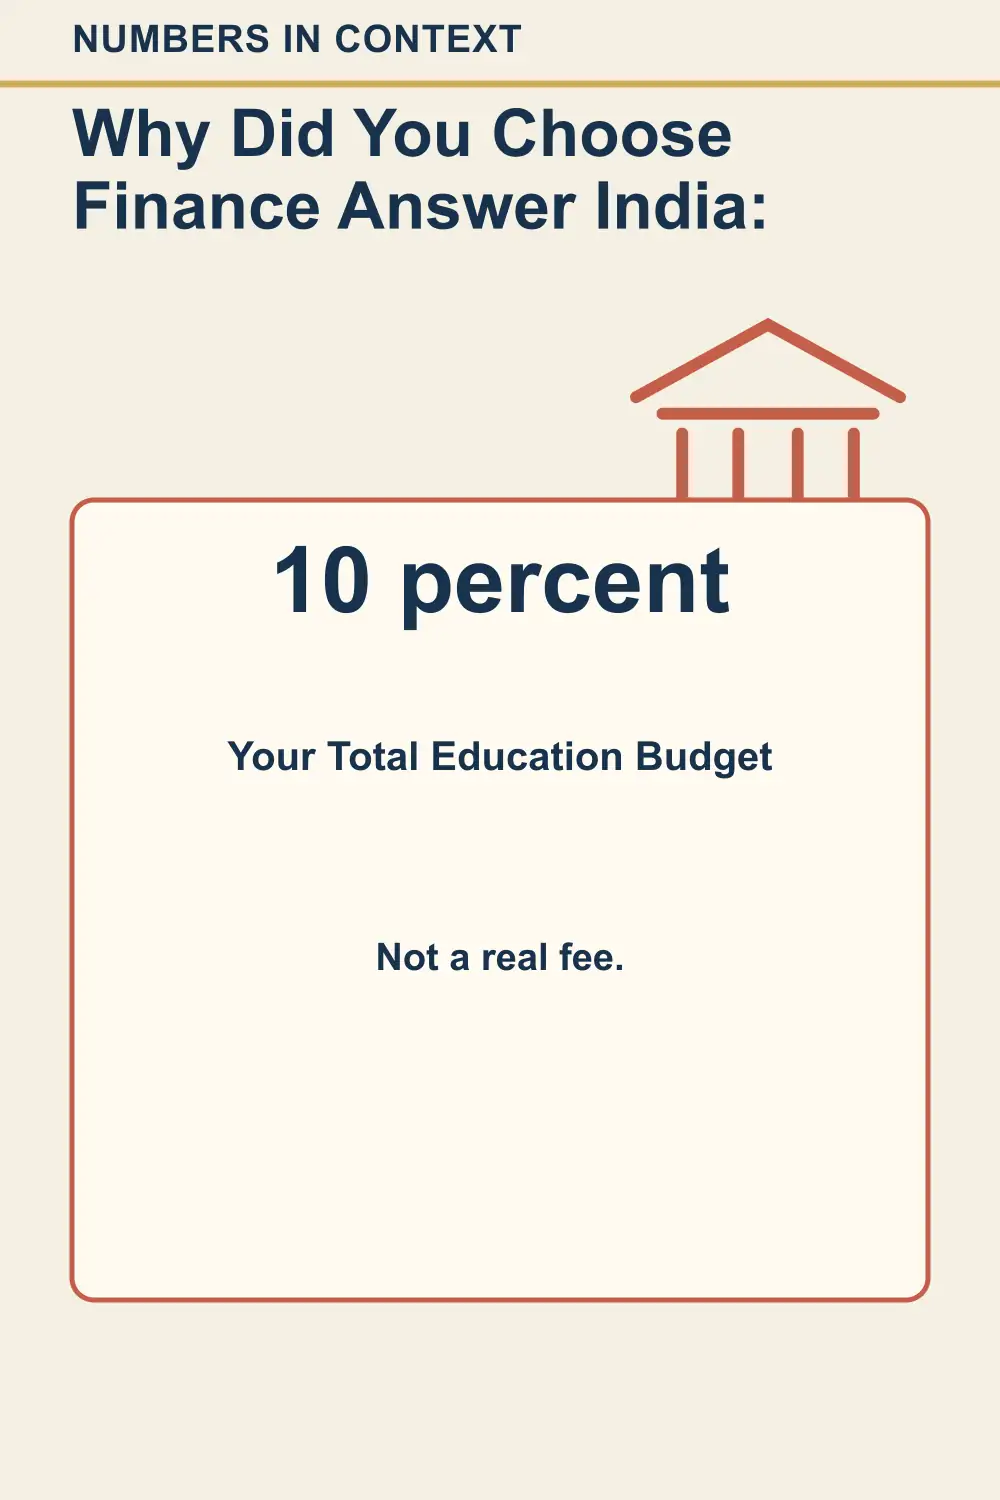 NUMBERS IN CONTEXT
Why Did You Choose
Finance Answer India:
10 percent
Your Total Education Budget
Not a real fee.